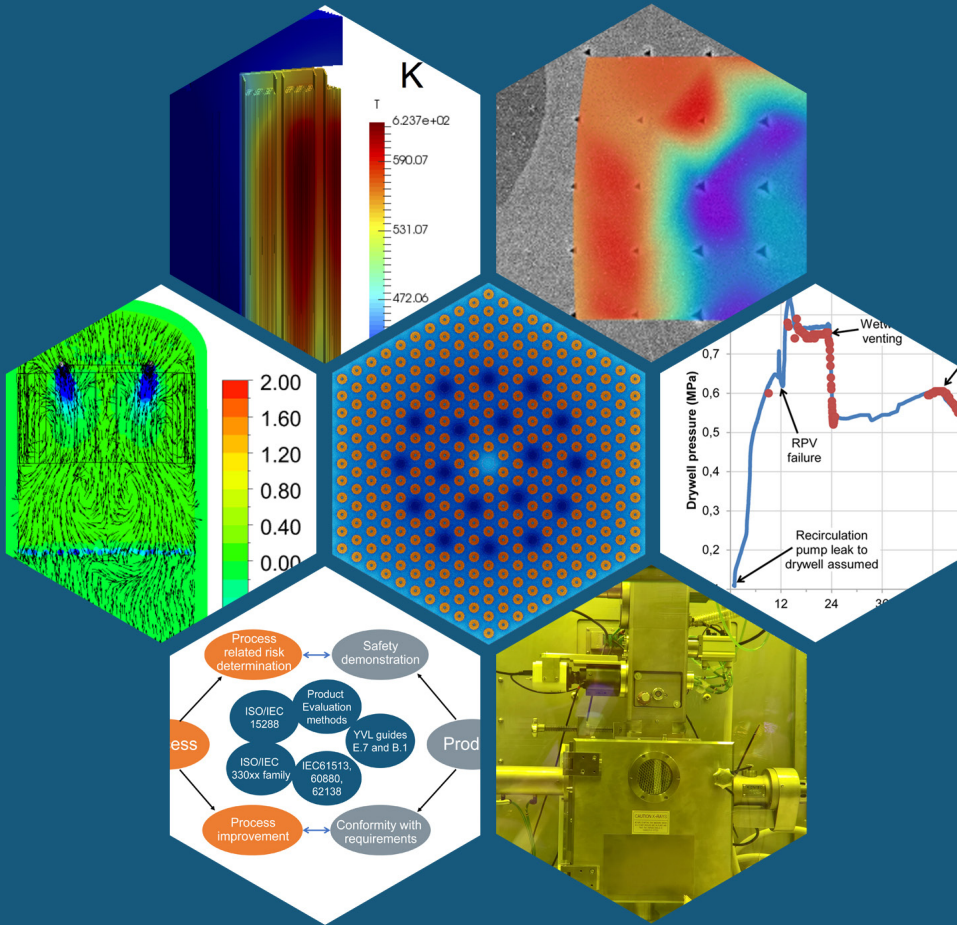 K
T
6.237e+02
590.07
531.07
472.06
2.00
1.60
1.20
0.80
0.40
0.00
0,7
0,6
0,5
0,4
0,3
0,2
Drywell pressure (MPa)
venting
RPV
failure
Recirculation
pump leak to
drywell assumed
12
24
Process
related risk
determination
Safety
demonstration
Product
Evaluation
methods
ISO/IEC
15288
YVL guides
E.7 and B.1
ISO/IEC
330xx family
IEC61513,
60880,
62138
Process
improvement
Conformity with
requirements
CAUTION X-RAYS